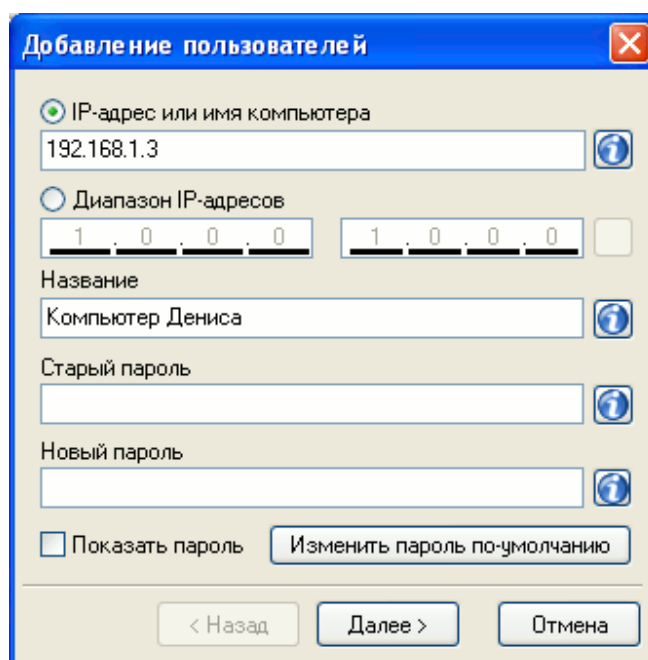 Добавление пользователей
IP-адрес или имя компьютера
192.168.1.3
Диапазон IP-адресов
1 . 0 . 0 . 0 1 . 0 . 0 . 0
Название
Компьютер Дениса
Старый пароль
Новый пароль
Показать пароль Изменить пароль по-умолчанию
< Назад Далее > Отмена